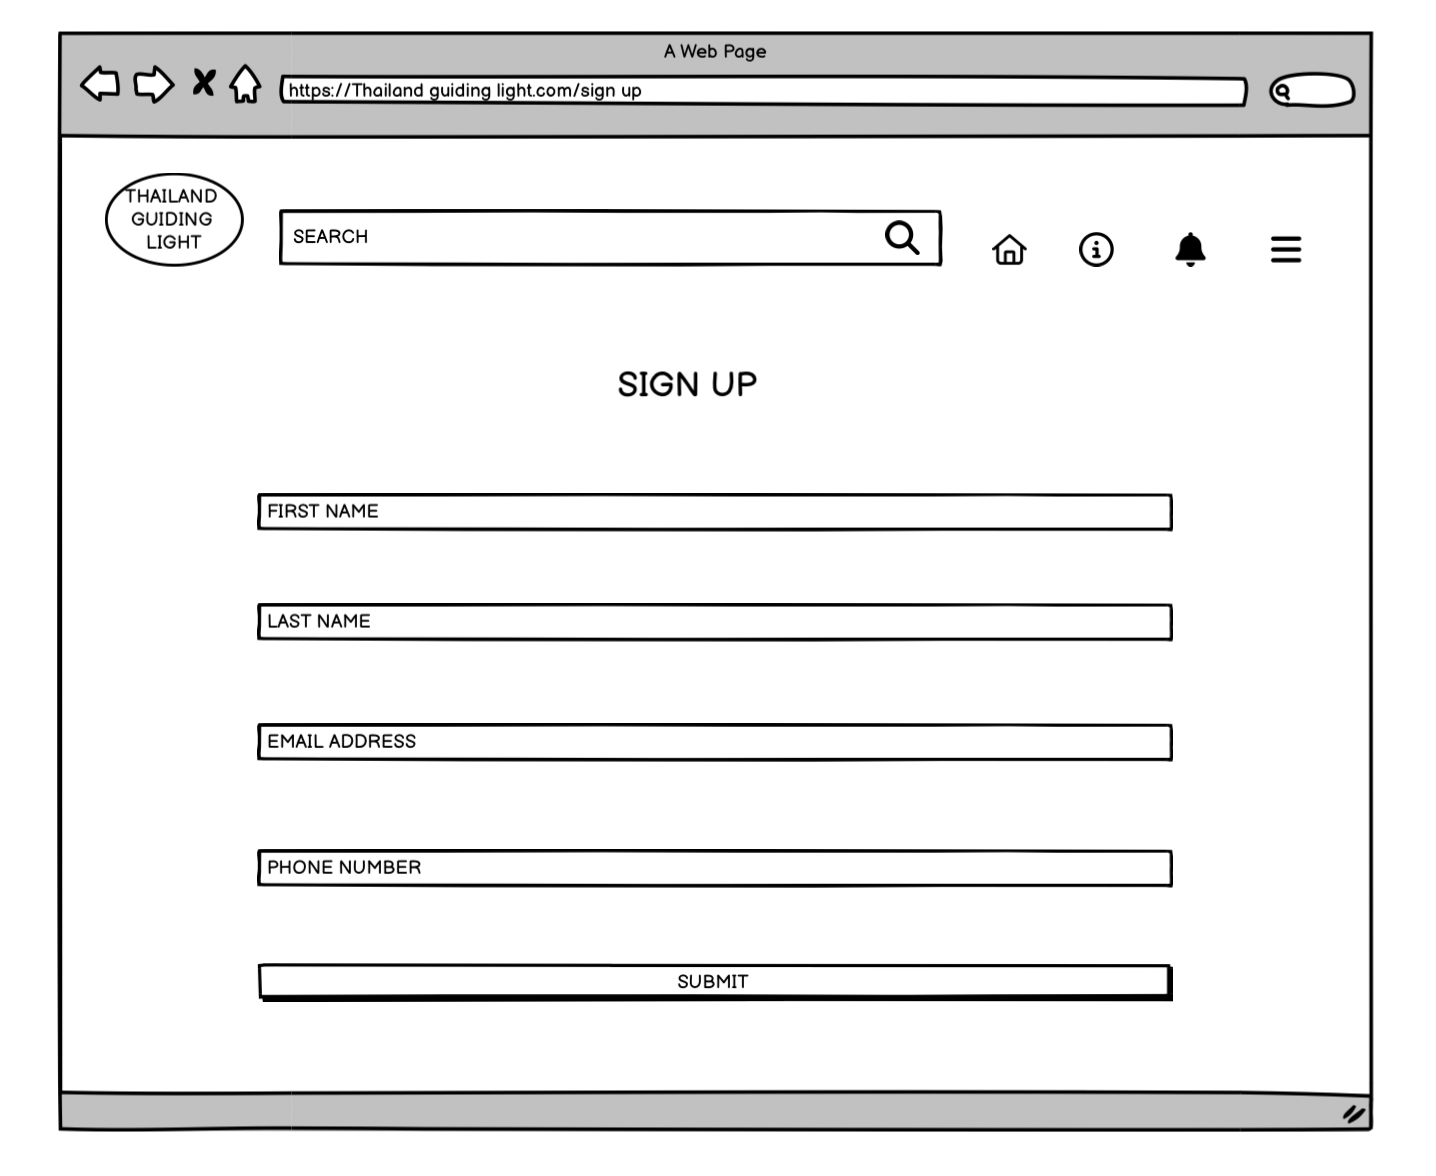 A Web Page
https://Thailand guiding light.com/sign up
THAILAND
GUIDING
LIGHT
SEARCH
SIGN UP
FIRST NAME
LAST NAME
EMAIL ADDRESS
PHONE NUMBER
SUBMIT